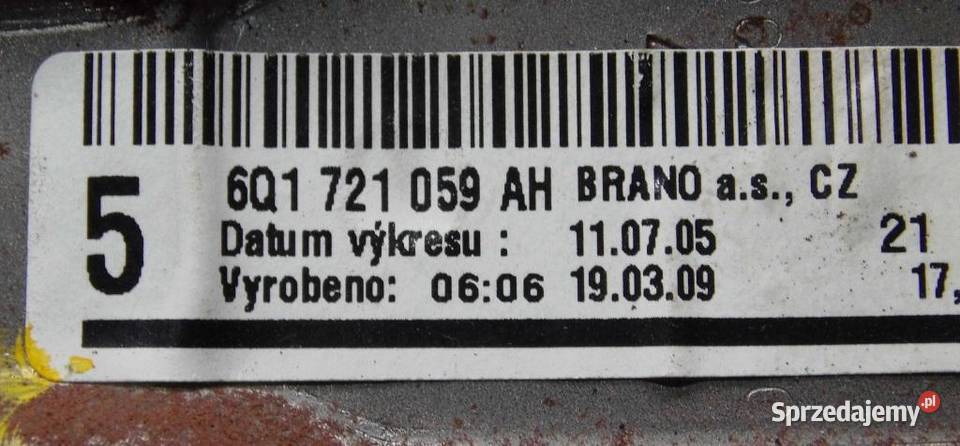 5
6Q1 721 059 AH BRANO a.s., CZ
Datum výkresu : 11.07.05 21
Vyrobeno: 06:06 19.03.09 17,
Sprzedajemy.pl